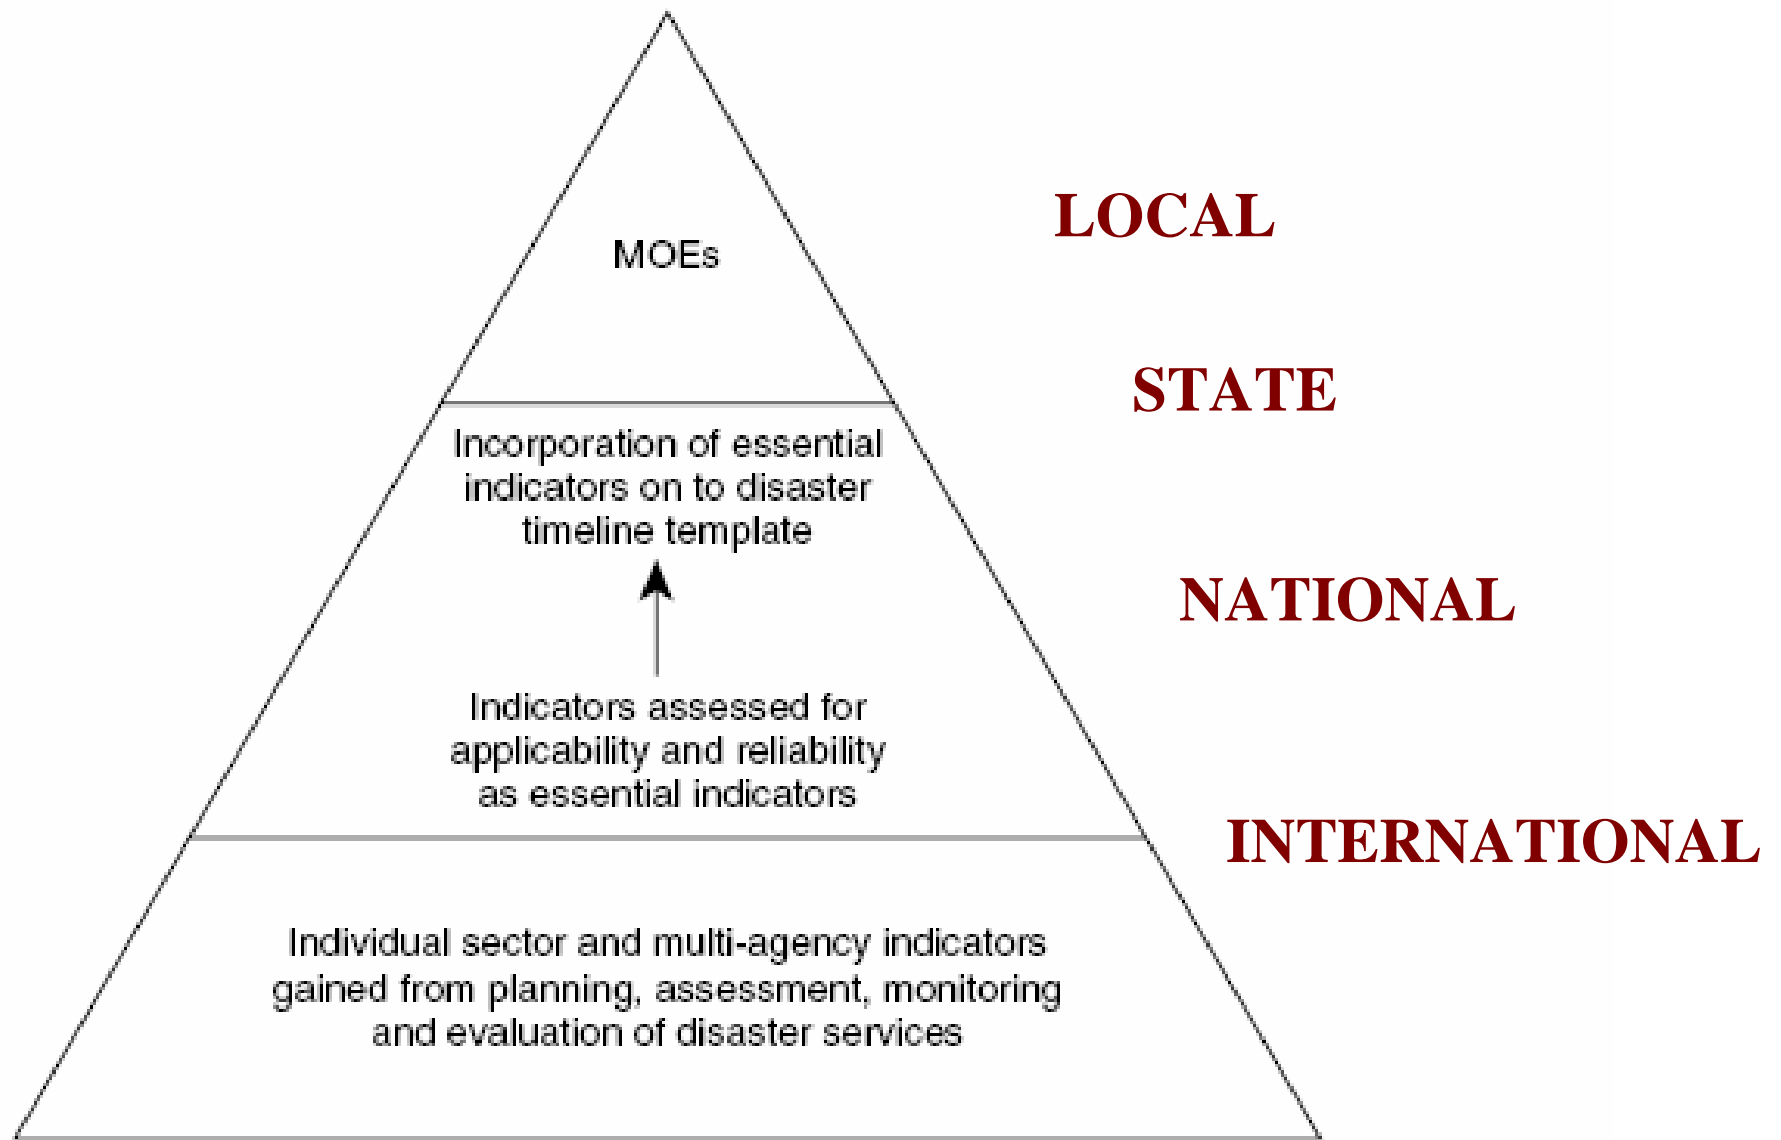 LOCAL
MOEs
STATE
Incorporation of essential
indicators on to disaster
timeline template
NATIONAL
Indicators assessed for
applicability and reliability
as essential indicators
INTERNATIONAL
Individual sector and multi-agency indicators
gained from planning, assessment, monitoring
and evaluation of disaster services